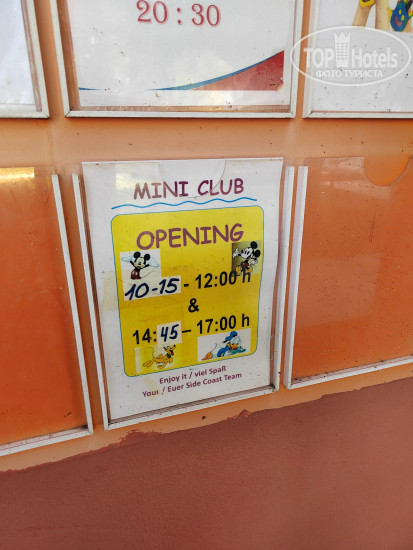 20:30
TOP Hotels
ФОТО ТУРИСТА
MINI CLUB
OPENING
10-15 - 12:00 h
&
14:45 - 17:00 h
Enjoy it / viel Spaß
Your / Euer Side Coast Team